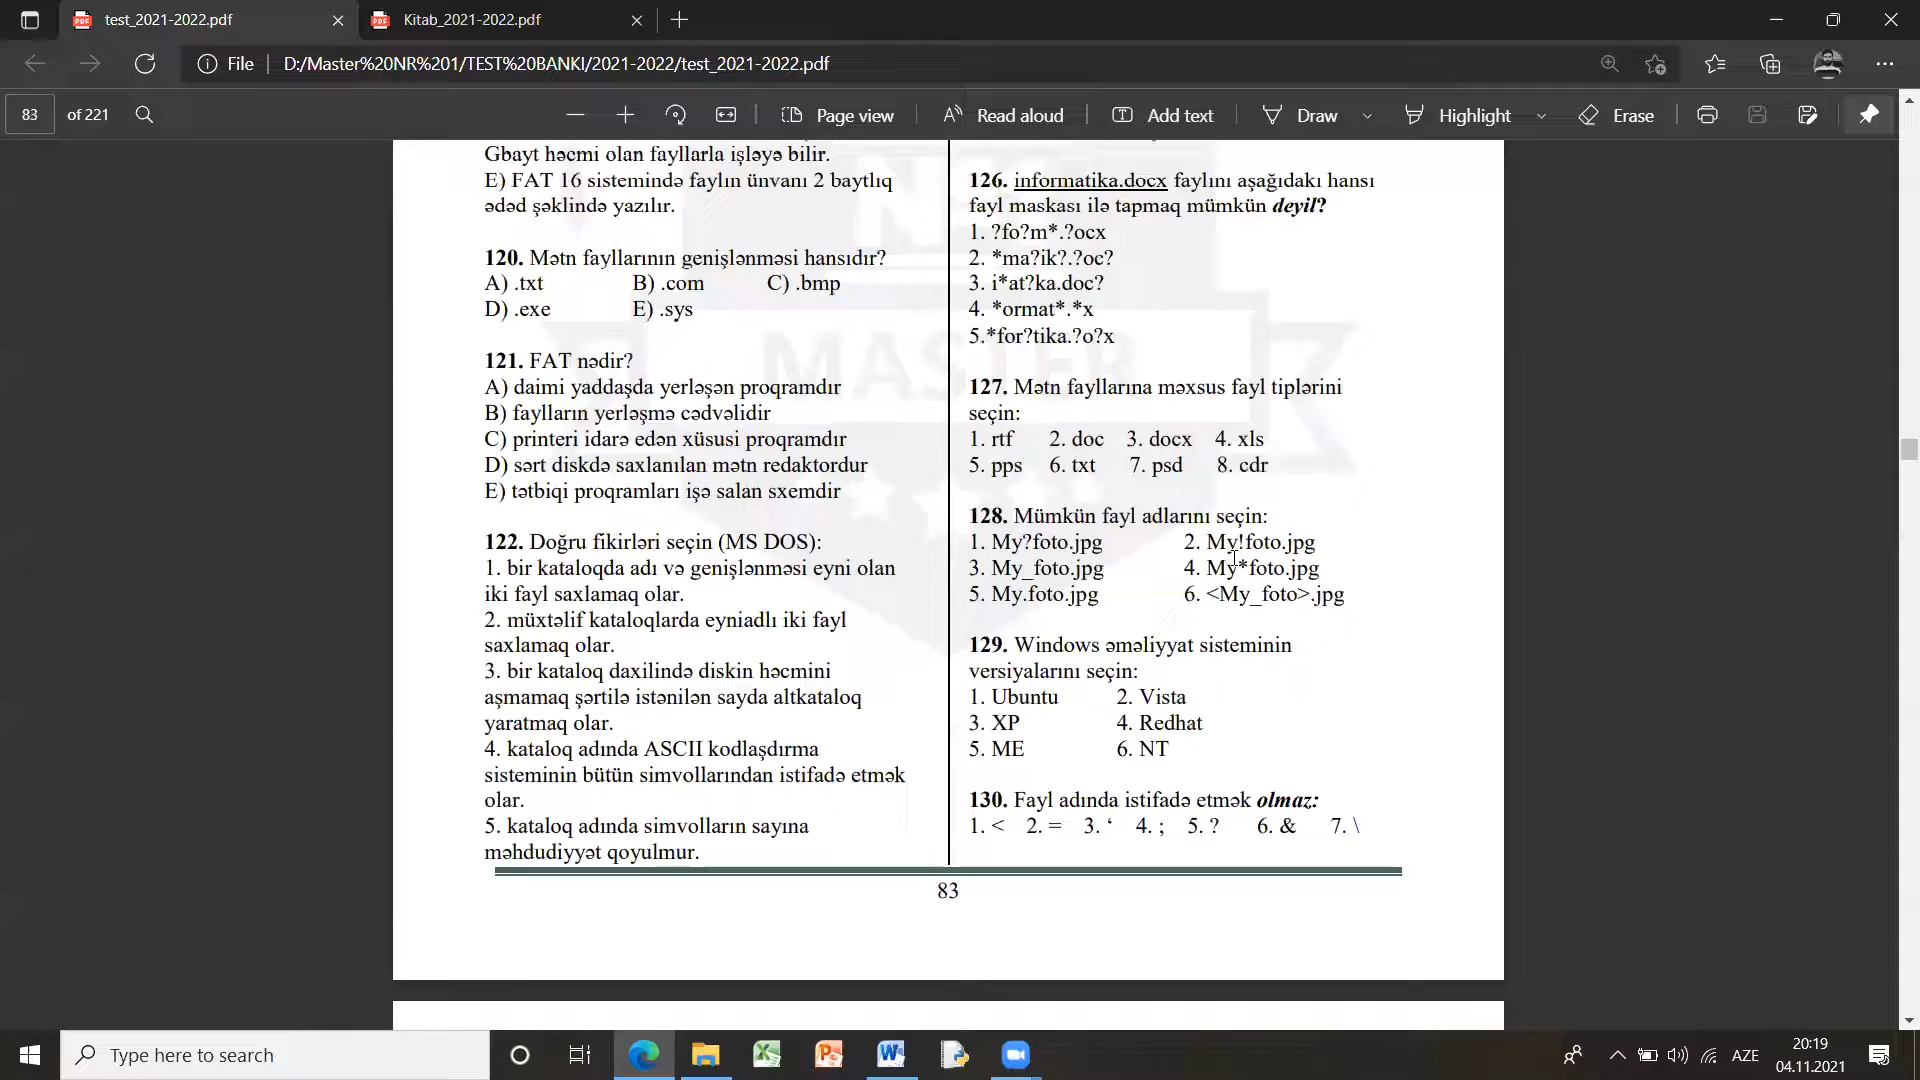 test_2021-2022.pdf
Kitab_2021-2022.pdf
File
D:/Master%20NR%201/TEST%20BANKI/2021-2022/test_2021-2022.pdf
83 of 221
Page view
Read aloud
Add text
Draw
Highlight
Erase
Gbayt həcmi olan fayllarla işləyə bilir.
E) FAT 16 sistemində faylın ünvanı 2 baytlıq
ədəd şəklində yazılır.
120. Mətn fayllarının genişlənməsi hansıdır?
A) .txt B) .com C) .bmp
D) .exe E) .sys
121. FAT nədir?
A) daimi yaddaşda yerləşən proqramdır
B) faylların yerləşmə cədvəlidir
C) printeri idarə edən xüsusi proqramdır
D) sərt diskdə saxlanılan mətn redaktordur
E) tətbiqi proqramları işə salan sxemdir
122. Doğru fikirləri seçin (MS DOS):
1. bir kataloqda adı və genişlənməsi eyni olan
iki fayl saxlamaq olar.
2. müxtəlif kataloqlarda eyniadlı iki fayl
saxlamaq olar.
3. bir kataloq daxilində diskin həcmini
aşmamaq şərtilə istənilən sayda altkataloq
yaratmaq olar.
4. kataloq adında ASCII kodlaşdırma
sisteminin bütün simvollarından istifadə etmək
olar.
5. kataloq adında simvolların sayına
məhdudiyyət qoyulmur.
126. informatika.docx faylını aşağıdakı hansı
fayl maskası ilə tapmaq mümkün deyil?
1. ?fo?m*.?ocx
2. *ma?ik?.?oc?
3. i*at?ka.doc?
4. *ormat*.*x
5.*for?tika.?o?x
127. Mətn fayllarına məxsus fayl tiplərini
seçin:
1. rtf 2. doc 3. docx 4. xls
5. pps 6. txt 7. psd 8. cdr
128. Mümkün fayl adlarını seçin:
1. My?foto.jpg 2. My!foto.jpg
3. My_foto.jpg 4. My*foto.jpg
5. My.foto.jpg 6. <My_foto>.jpg
129. Windows əməliyyat sisteminin
versiyalarını seçin:
1. Ubuntu 2. Vista
3. XP 4. Redhat
5. ME 6. NT
130. Fayl adında istifadə etmək olmaz:
1. < 2. = 3. ‘ 4. ; 5. ? 6. & 7. \
MASTER
83
Type here to search
AZE
20:19
04.11.2021